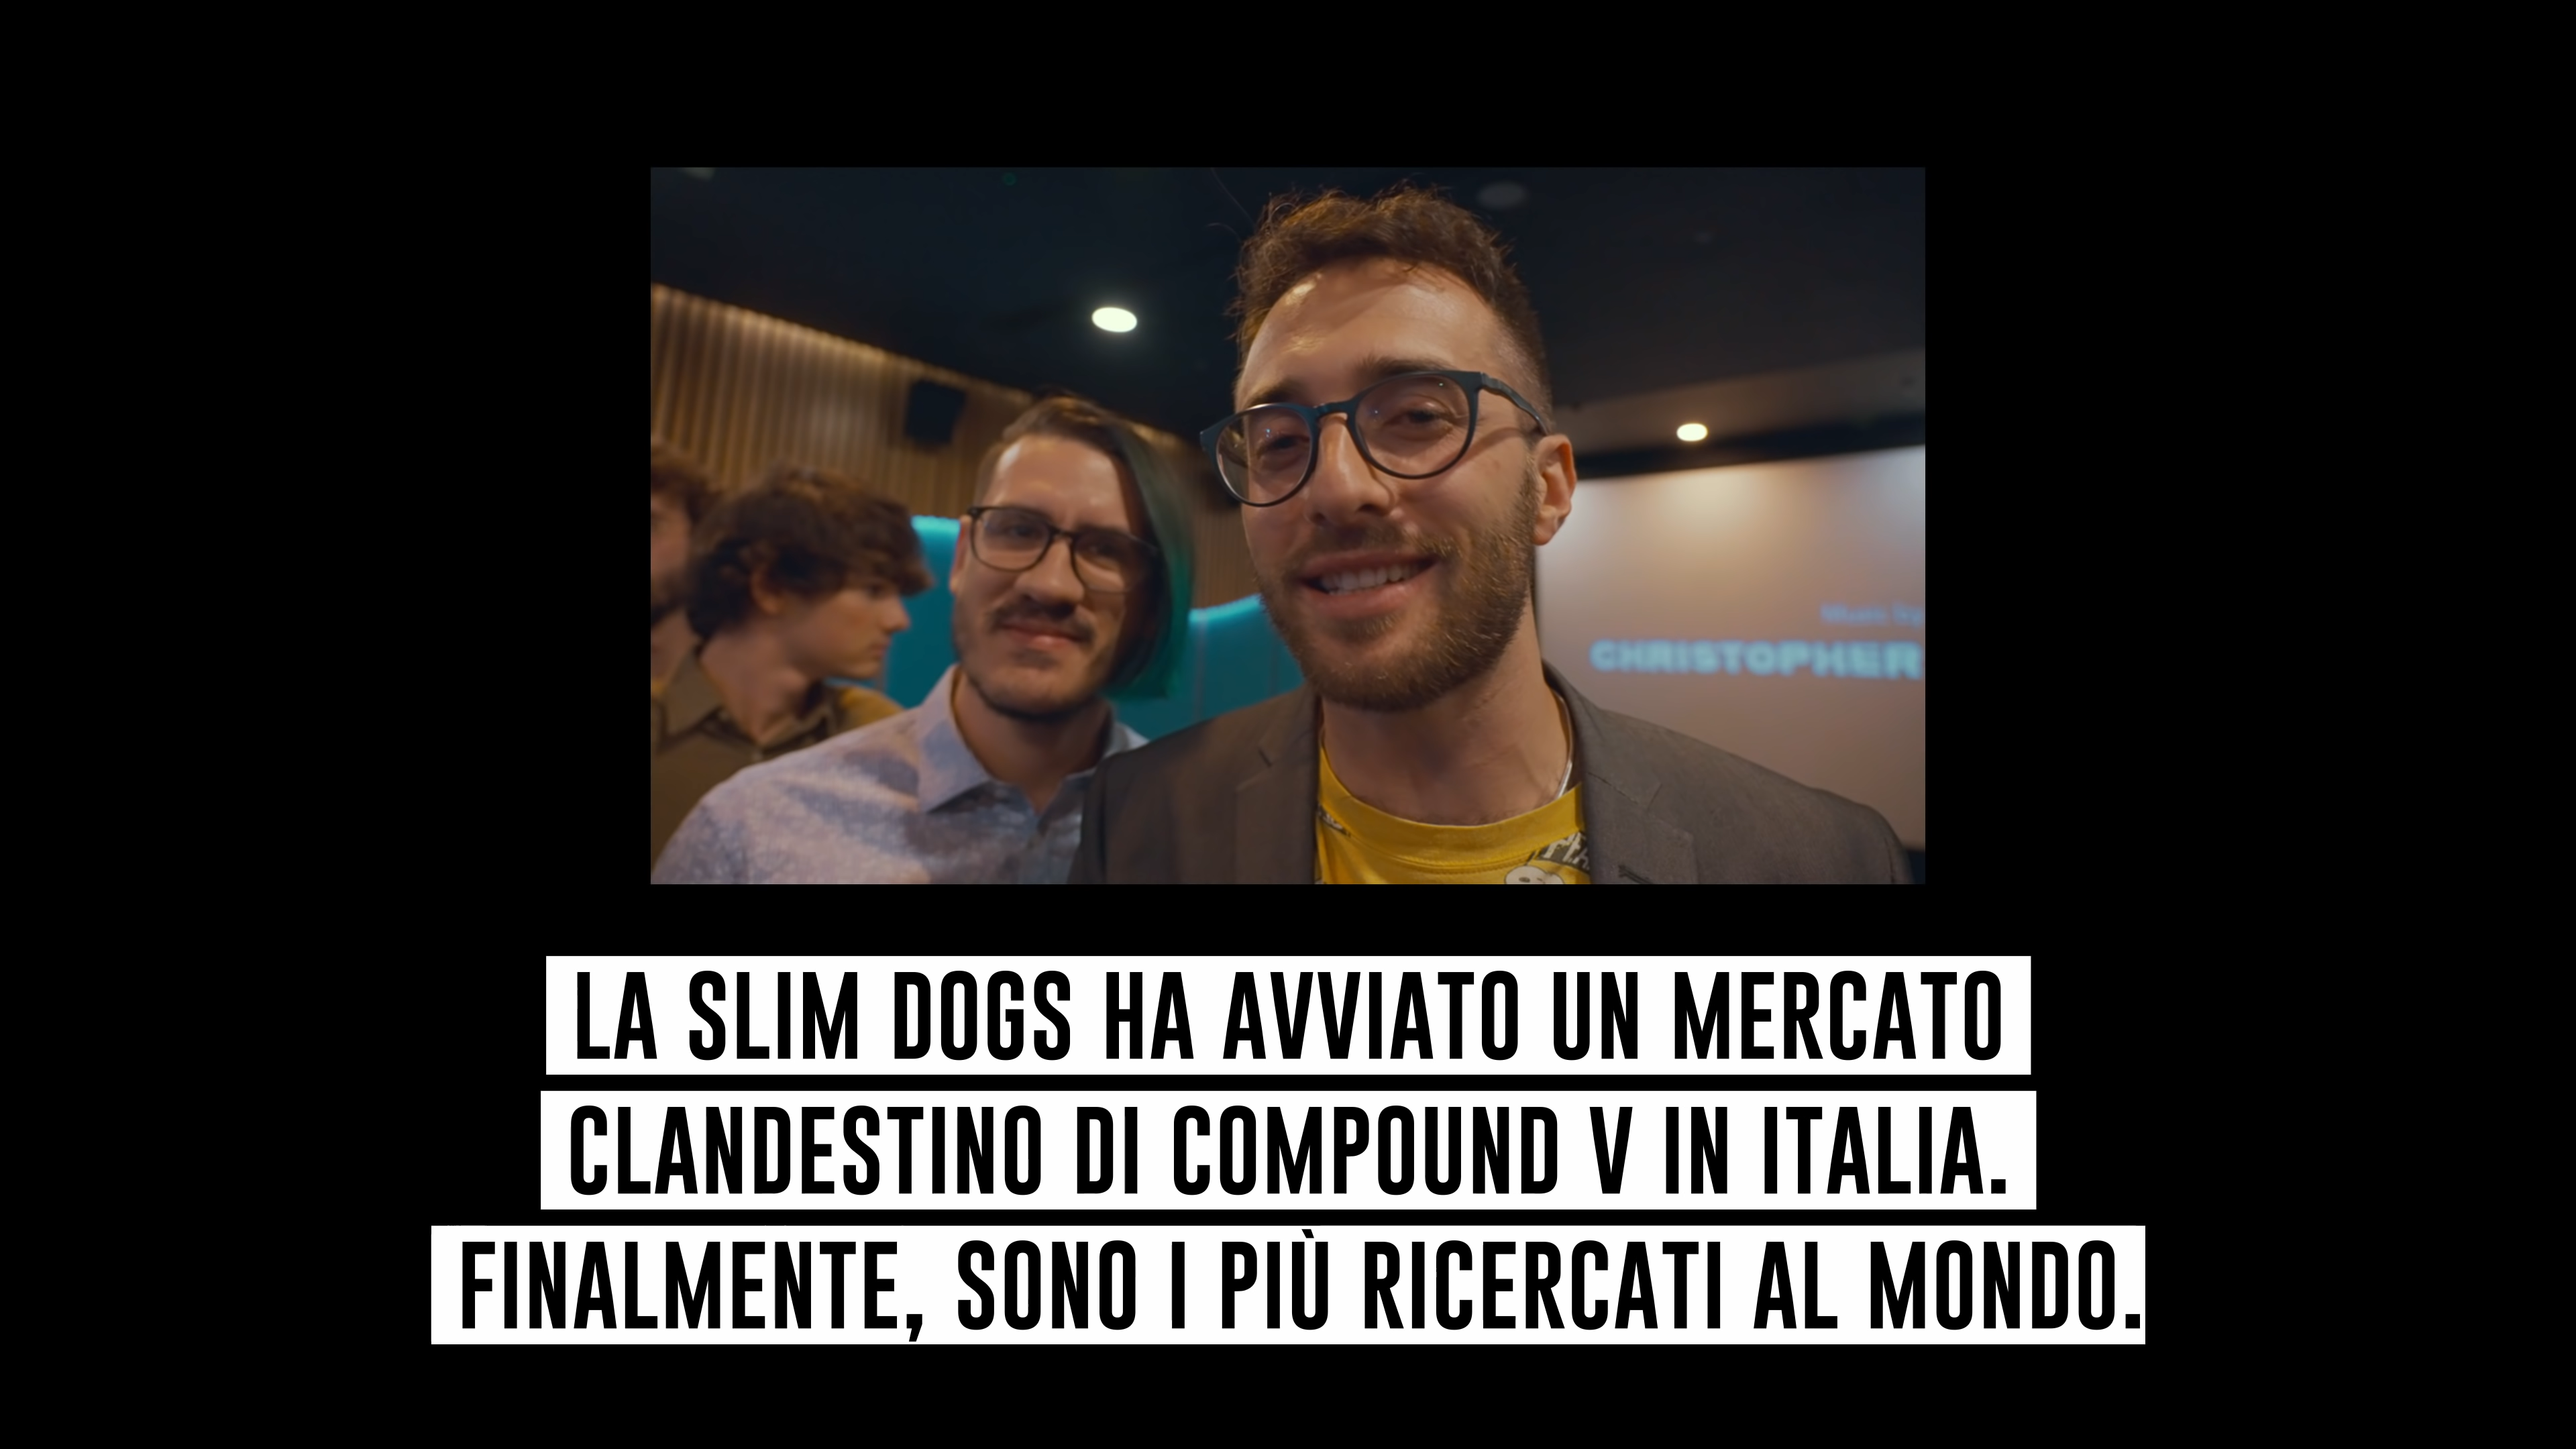 CHRISTOPHER
LA SLIM DOGS HA AVVIATO UN MERCATO
CLANDESTINO DI COMPOUND V IN ITALIA.
FINALMENTE, SONO I PIÙ RICERCATI AL MONDO.